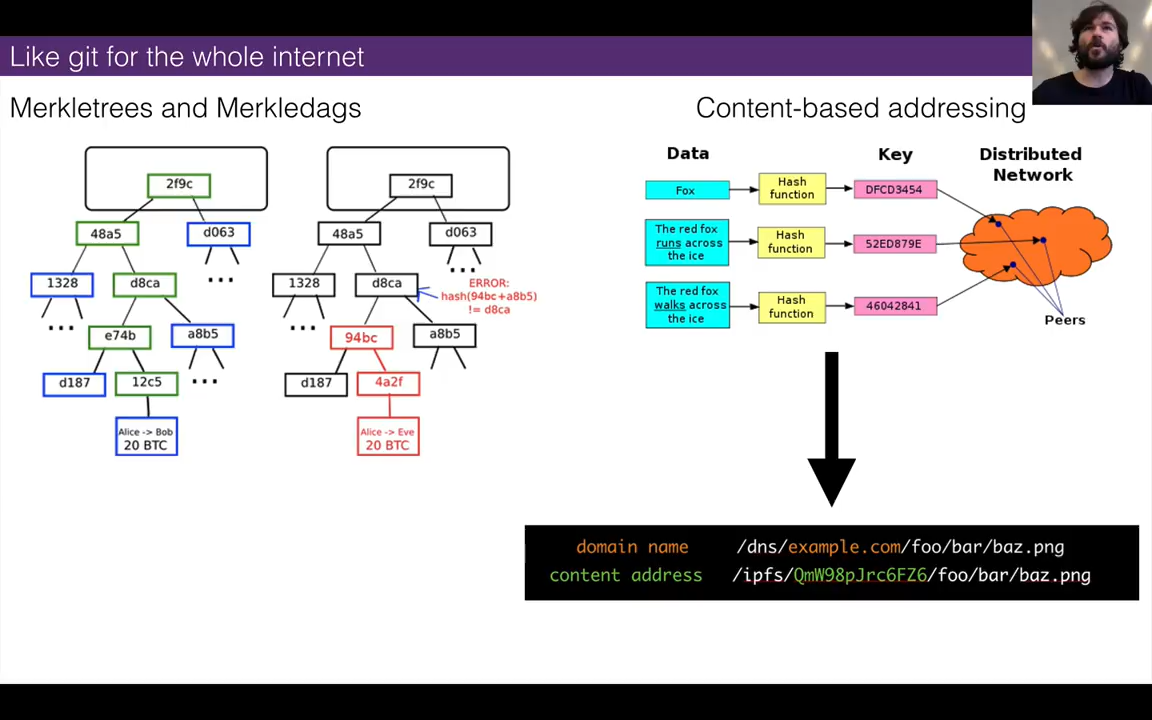 Like git for the whole internet
Merkletrees and Merkledags
2f9c
48a5
d063
...
1328
d8ca
...
e74b
a8b5
...
d187
12c5
Alice -> Bob
20 BTC
2f9c
48a5
d063
...
1328
d8ca
ERROR:
hash(94bc+a8b5)
!= d8ca
...
94bc
a8b5
d187
4a2f
Alice -> Eve
20 BTC
Content-based addressing
Data
Key
Distributed
Network
Fox
Hash
function
DFCD3454
The red fox
runs across
the ice
Hash
function
52ED879E
The red fox
walks across
the ice
Hash
function
46042841
Peers
domain name /dns/example.com/foo/bar/baz.png
content address /ipfs/QmW98pJrc6FZ6/foo/bar/baz.png